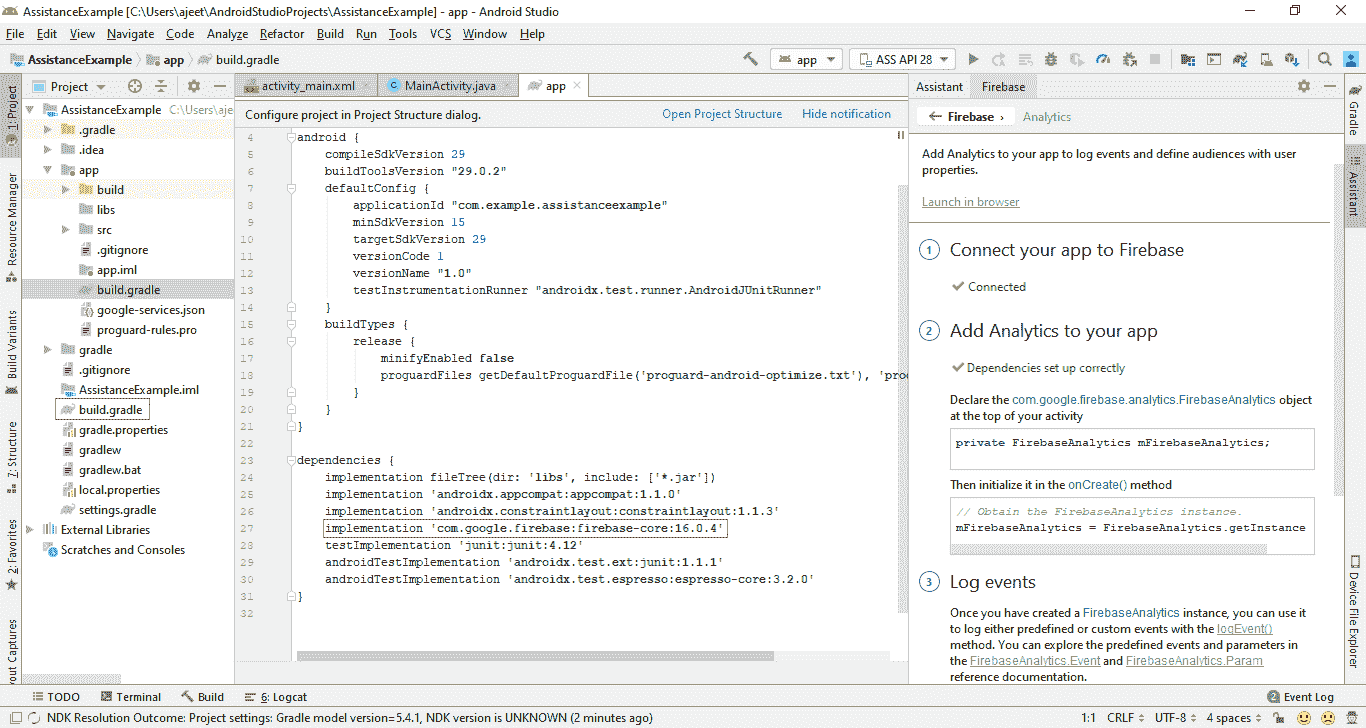 AssistanceExample [C:\Users\ajeet\AndroidStudioProjects\AssistanceExample] - app - Android Studio
File Edit View Navigate Code Analyze Refactor Build Run Tools VCS Window Help
AssistanceExample app build.gradle
app ASS API 28
Project
activity_main.xml MainActivity.java app
Assistant Firebase
1: Project
Resource Manager
Build Variants
7: Structure
2: Favorites
out Captures
AssistanceExample C:\Users\aje
.gradle
.idea
app
build
libs
src
.gitignore
app.iml
build.gradle
google-services.json
proguard-rules.pro
gradle
.gitignore
AssistanceExample.iml
build.gradle
gradle.properties
gradlew
gradlew.bat
local.properties
settings.gradle
External Libraries
Scratches and Consoles
Configure project in Project Structure dialog. Open Project Structure Hide notification
4 android {
5 compileSdkVersion 29
6 buildToolsVersion "29.0.2"
7 defaultConfig {
8 applicationId "com.example.assistanceexample"
9 minSdkVersion 15
10 targetSdkVersion 29
11 versionCode 1
12 versionName "1.0"
13 testInstrumentationRunner "androidx.test.runner.AndroidJUnitRunner"
14 }
15 buildTypes {
16 release {
17 minifyEnabled false
18 proguardFiles getDefaultProguardFile('proguard-android-optimize.txt'), 'prog
19 }
20 }
21 }
22
23 dependencies {
24 implementation fileTree(dir: 'libs', include: ['*.jar'])
25 implementation 'androidx.appcompat:appcompat:1.1.0'
26 implementation 'androidx.constraintlayout:constraintlayout:1.1.3'
27 implementation 'com.google.firebase:firebase-core:16.0.4'
28 testImplementation 'junit:junit:4.12'
29 androidTestImplementation 'androidx.test.ext:junit:1.1.1'
30 androidTestImplementation 'androidx.test.espresso:espresso-core:3.2.0'
31 }
32
← Firebase › Analytics
Add Analytics to your app to log events and define audiences with user
properties.
Launch in browser
1 Connect your app to Firebase
Connected
2 Add Analytics to your app
Dependencies set up correctly
Declare the com.google.firebase.analytics.FirebaseAnalytics object
at the top of your activity
private FirebaseAnalytics mFirebaseAnalytics;
Then initialize it in the onCreate() method
// Obtain the FirebaseAnalytics instance.
mFirebaseAnalytics = FirebaseAnalytics.getInstance
3 Log events
Once you have created a FirebaseAnalytics instance, you can use it
to log either predefined or custom events with the logEvent()
method. You can explore the predefined events and parameters in
the FirebaseAnalytics.Event and FirebaseAnalytics.Param
reference documentation.
Gradle
Assistant
Device File Explorer
TODO Terminal Build 6: Logcat 2 Event Log
NDK Resolution Outcome: Project settings: Gradle model version=5.4.1, NDK version is UNKNOWN (2 minutes ago) 1:1 CRLF UTF-8 4 spaces